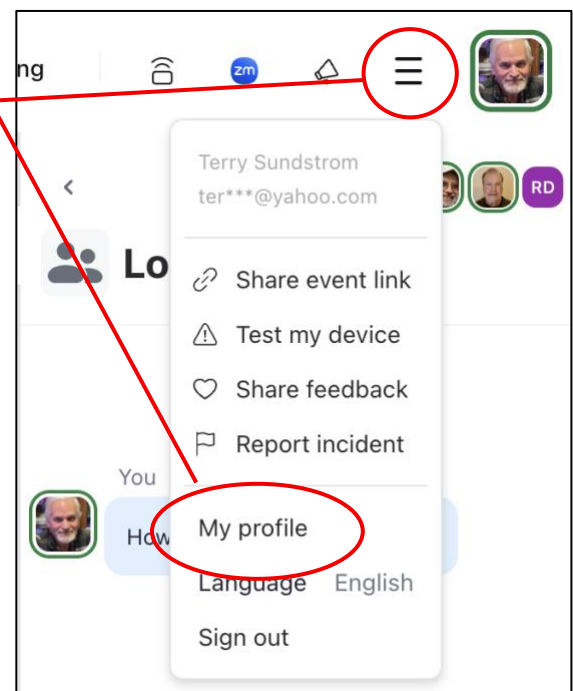 ng
zm
Terry Sundstrom
ter***@yahoo.com
RD
Lo
Share event link
Test my device
Share feedback
Report incident
You
How
My profile
Language English
Sign out